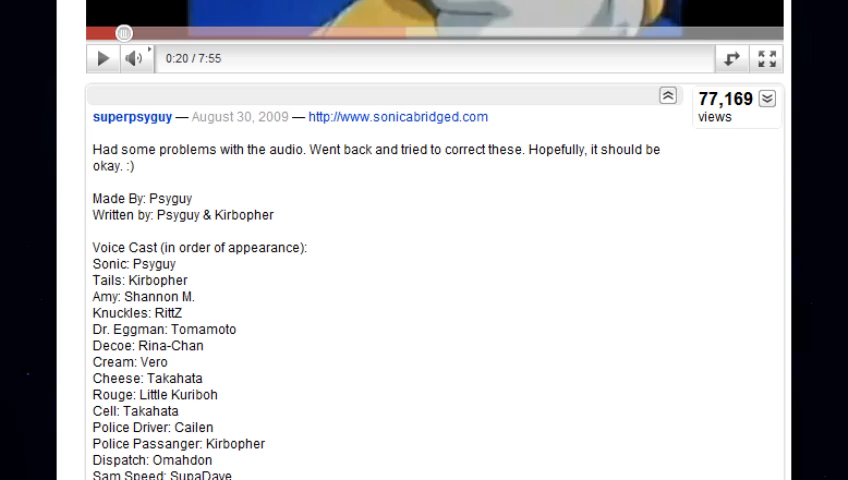 0:20 / 7:55
77,169
views
superpsyguy — August 30, 2009 — http://www.sonicabridged.com
Had some problems with the audio. Went back and tried to correct these. Hopefully, it should be
okay. :)
Made By: Psyguy
Written by: Psyguy & Kirbopher
Voice Cast (in order of appearance):
Sonic: Psyguy
Tails: Kirbopher
Amy: Shannon M.
Knuckles: RittZ
Dr. Eggman: Tomamoto
Decoe: Rina-Chan
Cream: Vero
Cheese: Takahata
Rouge: Little Kuriboh
Cell: Takahata
Police Driver: Cailen
Police Passanger: Kirbopher
Dispatch: Omahdon
Sam Speed: SupaDave